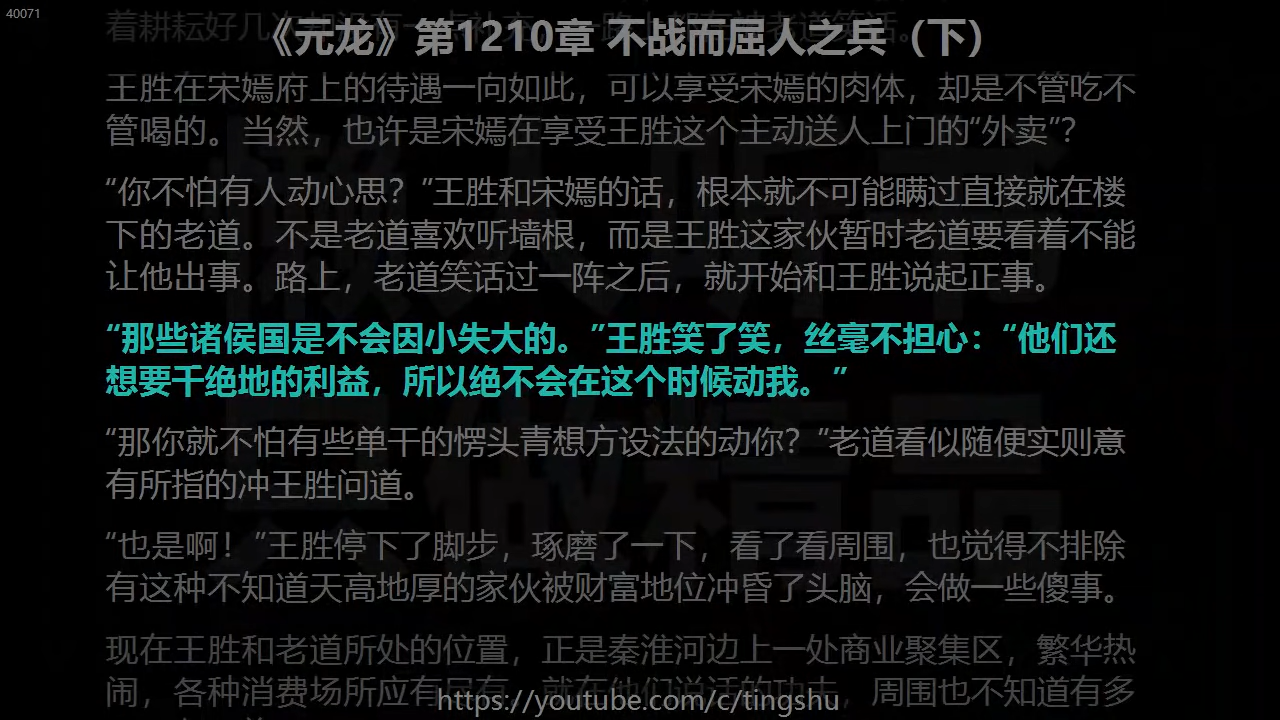 40071
《元龙》第1210章 不战而屈人之兵（下）
王胜在宋嫣府上的待遇一向如此，可以享受宋嫣的肉体，却是不管吃不
管喝的。当然，也许是宋嫣在享受王胜这个主动送人上门的“外卖”？
“你不怕有人动心思？”王胜和宋嫣的话，根本就不可能瞒过直接就在楼
下的老道。不是老道喜欢听墙根，而是王胜这家伙暂时老道要看着不能
让他出事。路上，老道笑话过一阵之后，就开始和王胜说起正事。
“那些诸侯国是不会因小失大的。”王胜笑了笑，丝毫不担心：“他们还
想要千绝地的利益，所以绝不会在这个时候动我。”
“那你就不怕有些单干的愣头青想方设法的动你？”老道看似随便实则意
有所指的冲王胜问道。
“也是啊！”王胜停下了脚步，琢磨了一下，看了看周围，也觉得不排除
有这种不知道天高地厚的家伙被财富地位冲昏了头脑，会做一些傻事。
现在王胜和老道所处的位置，正是秦淮河边上一处商业聚集区，繁华热
闹，各种消费场所应有尽有。就在他们说话的功夫，周围也不知道有多
https://youtube.com/c/tingshu